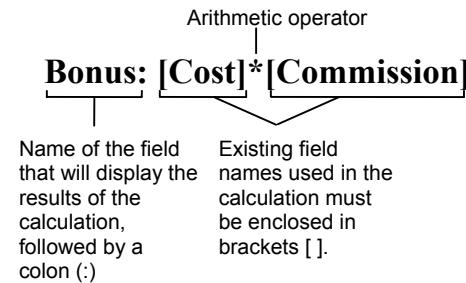 Arithmetic operator
Bonus: [Cost]*[Commission]
Name of the field
that will display the
results of the
calculation,
followed by a
colon (:)
Existing field
names used in the
calculation must
be enclosed in
brackets [ ].